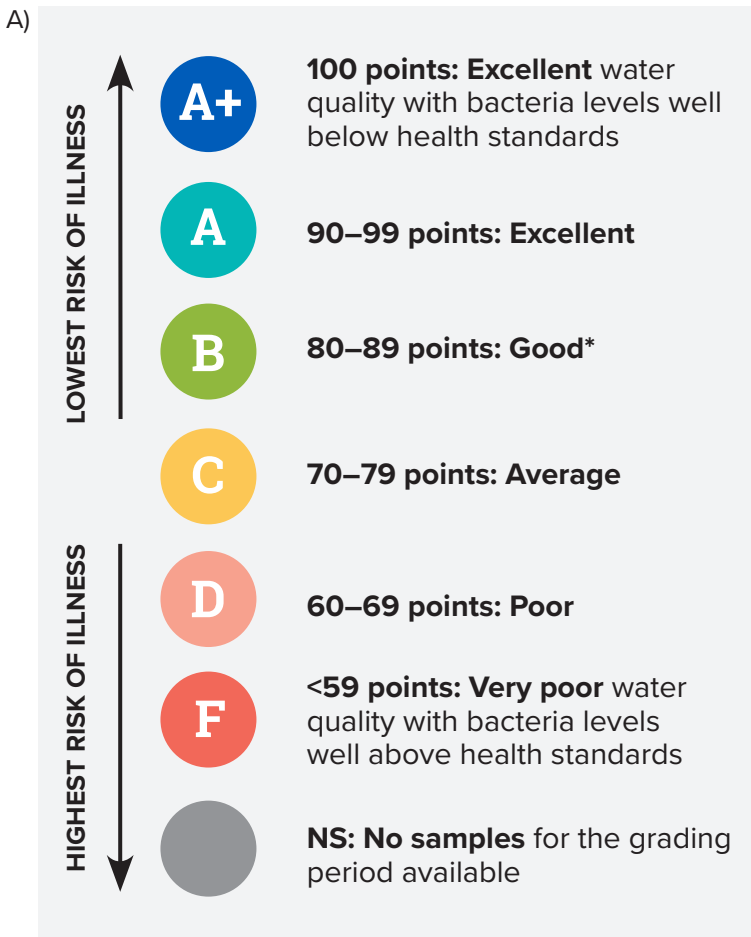 A)
LOWEST RISK OF ILLNESS
A+
100 points: Excellent water
quality with bacteria levels well
below health standards
A
90–99 points: Excellent
B
80–89 points: Good*
C
70–79 points: Average
HIGHEST RISK OF ILLNESS
D
60–69 points: Poor
F
<59 points: Very poor water
quality with bacteria levels
well above health standards
NS: No samples for the grading
period available